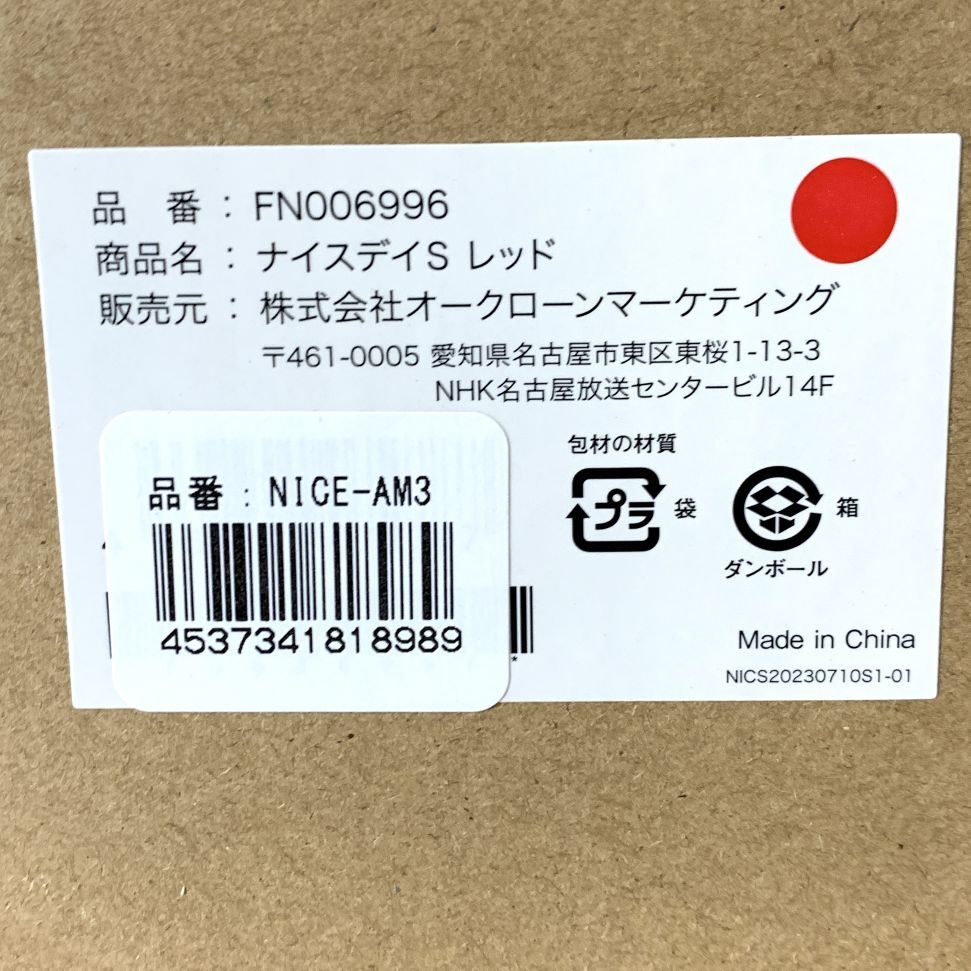 品 番 : FN006996
商品名 : ナイスデイS レッド
販売元 : 株式会社オークローンマーケティング
〒461-0005 愛知県名古屋市東区東桜1-13-3
NHK名古屋放送センタービル14F
包材の材質
プラ 袋
箱
ダンボール
品番 : NICE-AM3
4537341818989
*
Made in China
NICS20230710S1-01